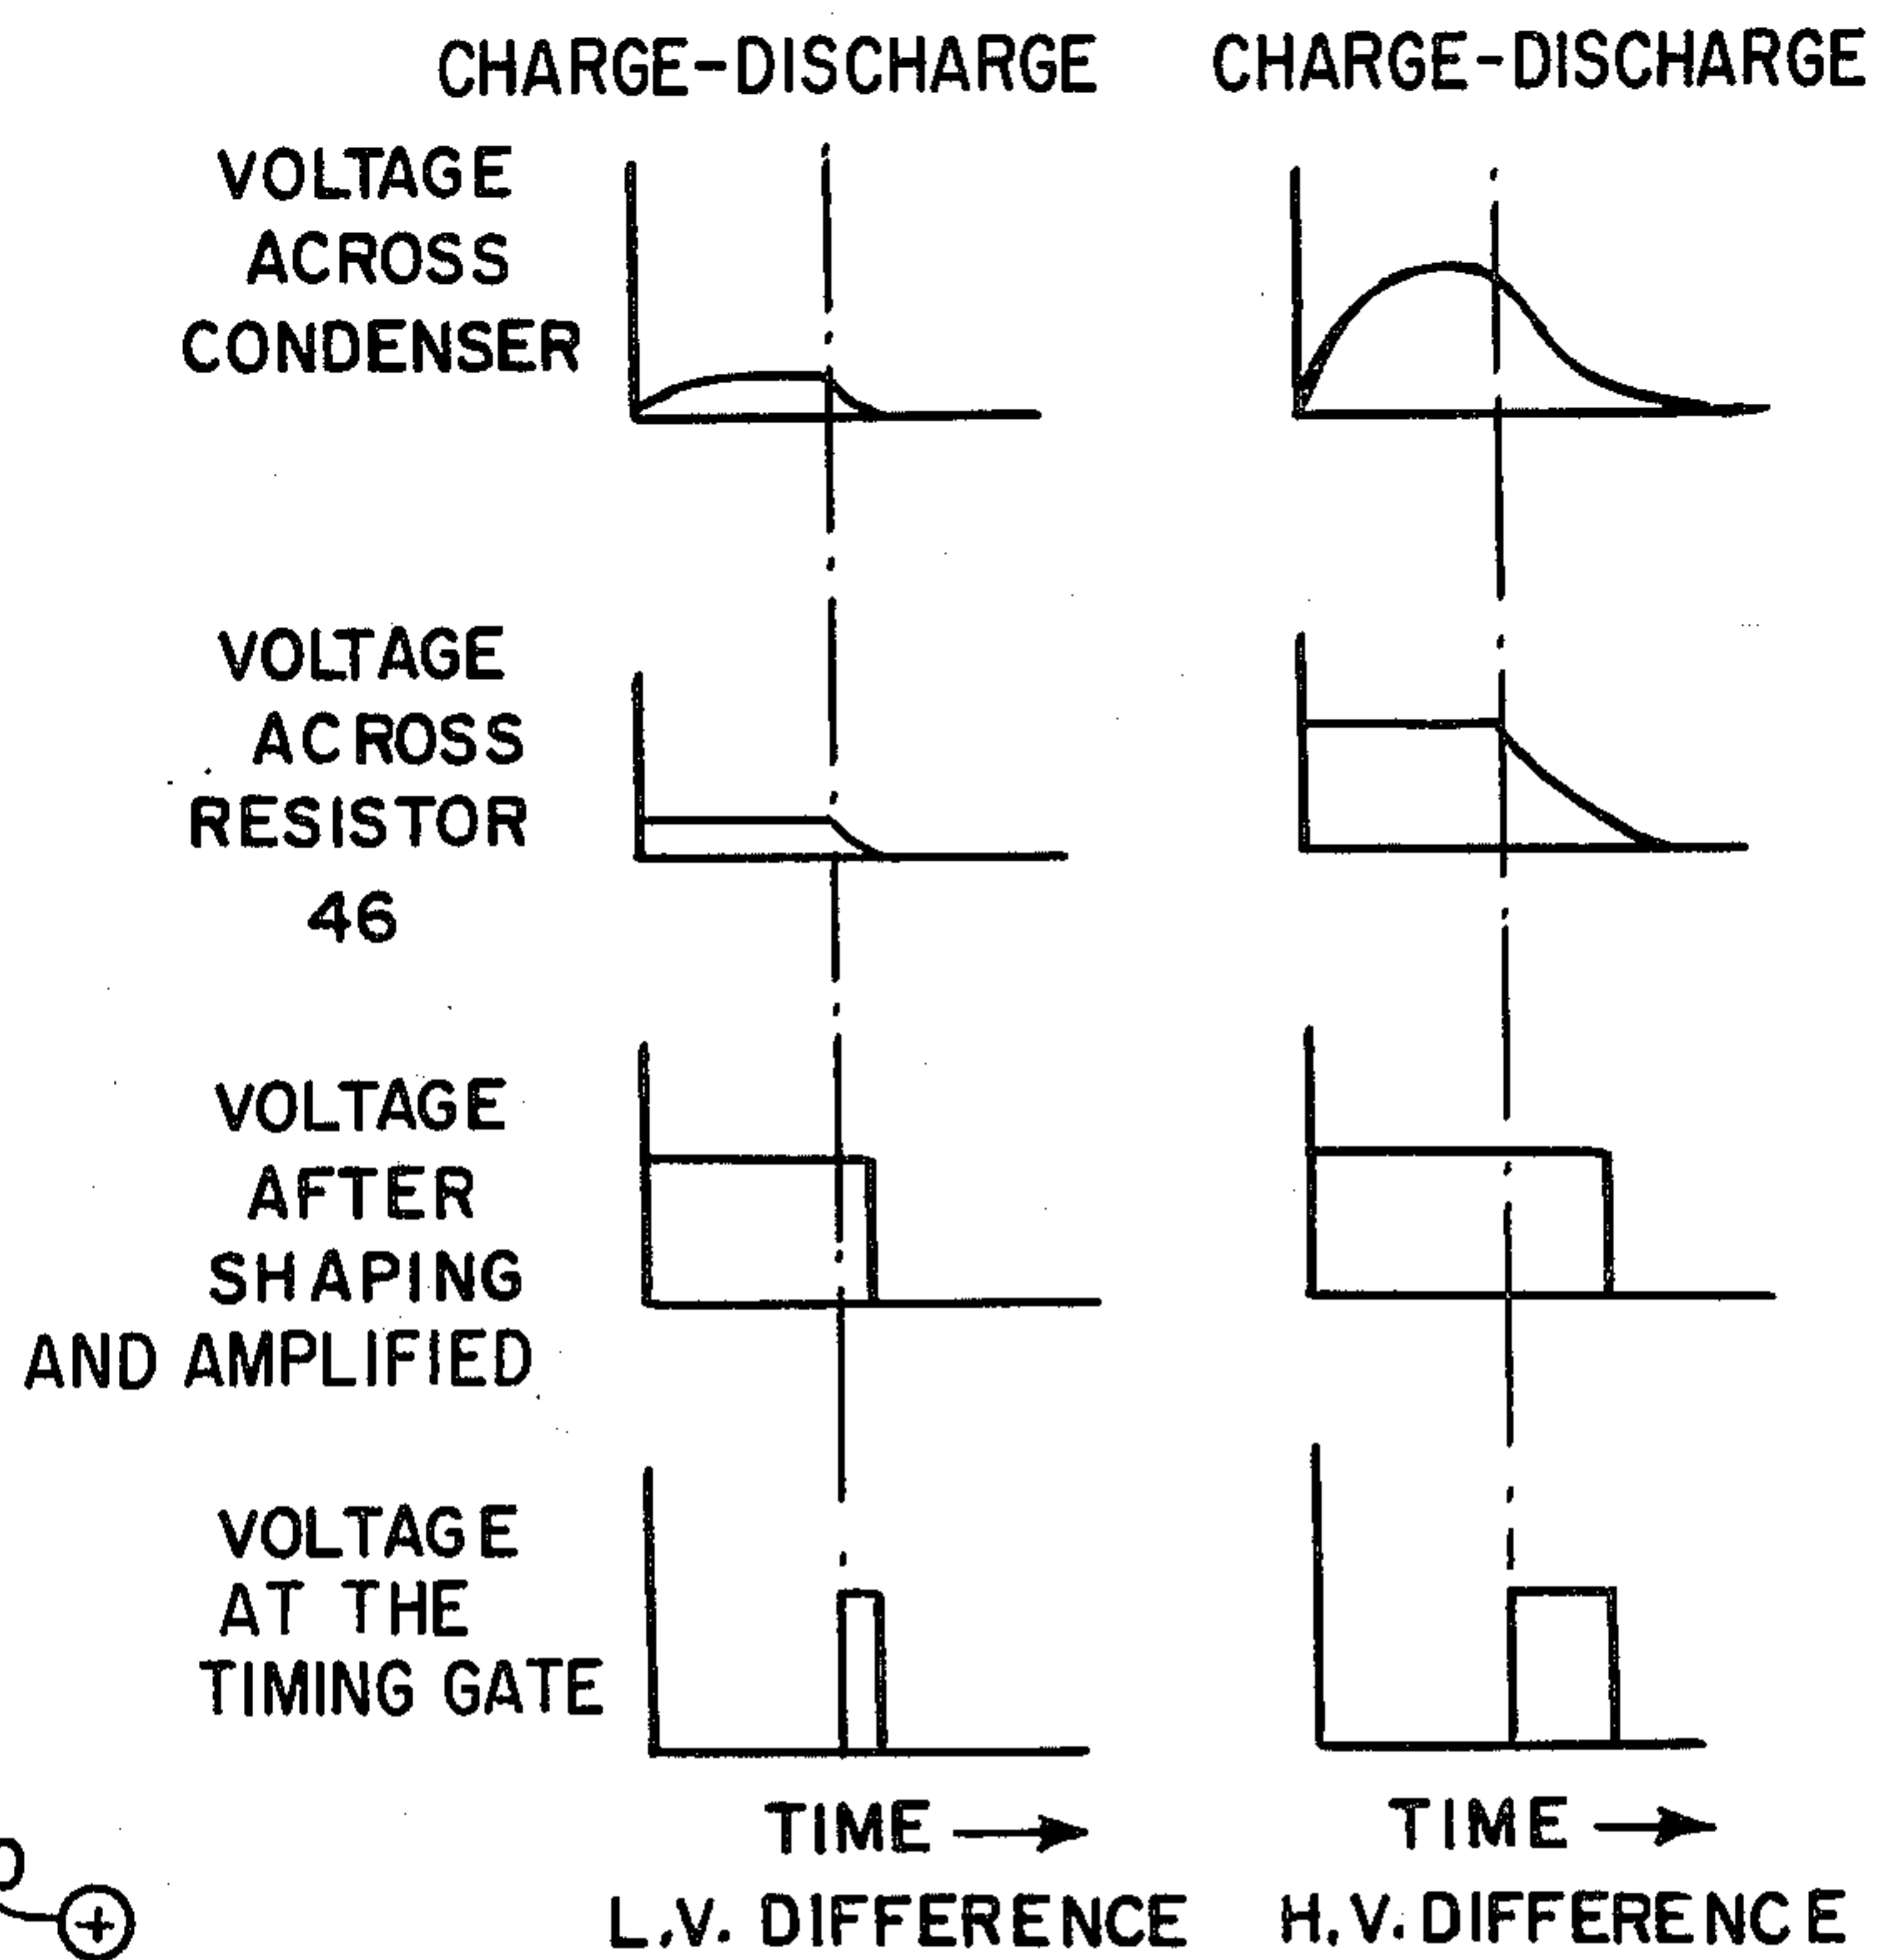 CHARGE-DISCHARGE CHARGE-DISCHARGE
VOLTAGE
ACROSS
CONDENSER
VOLTAGE
ACROSS
RESISTOR
46
VOLTAGE
AFTER
SHAPING
AND AMPLIFIED
VOLTAGE
AT THE
TIMING GATE
TIME → TIME →
L.V. DIFFERENCE H.V. DIFFERENCE
+